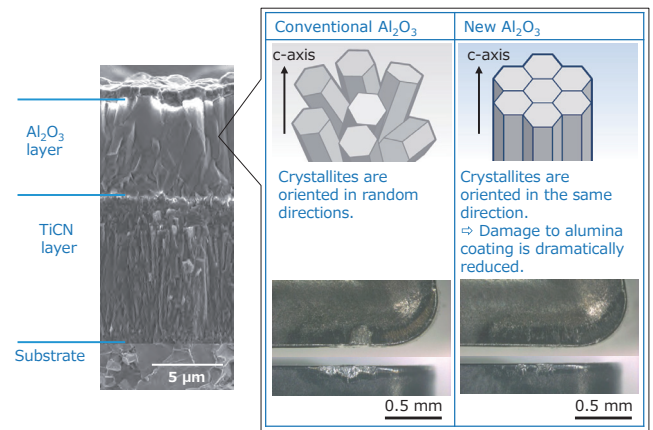 Al₂O₃
layer
TiCN
layer
Substrate
5 μm
Conventional Al₂O₃
c-axis
Crystallites are
oriented in random
directions.
0.5 mm
New Al₂O₃
c-axis
Crystallites are
oriented in the same
direction.
⇨ Damage to alumina
coating is dramatically
reduced.
0.5 mm